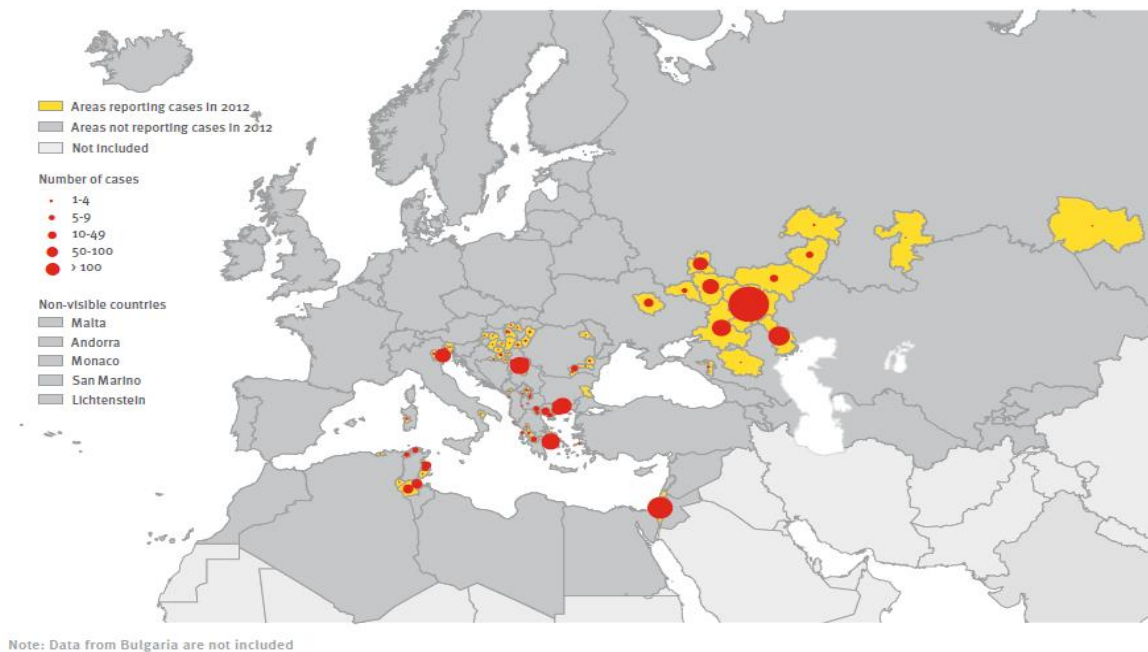 Areas reporting cases in 2012
Areas not reporting cases in 2012
Not included
Number of cases
1-4
5-9
10-49
50-100
> 100
Non-visible countries
Malta
Andorra
Monaco
San Marino
Lichtenstein
Note: Data from Bulgaria are not included